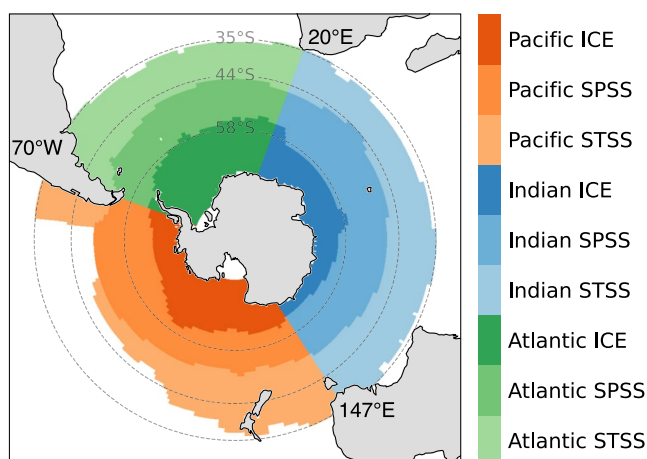 35°S
20°E
44°S
58°S
70°W
147°E
Pacific ICE
Pacific SPSS
Pacific STSS
Indian ICE
Indian SPSS
Indian STSS
Atlantic ICE
Atlantic SPSS
Atlantic STSS